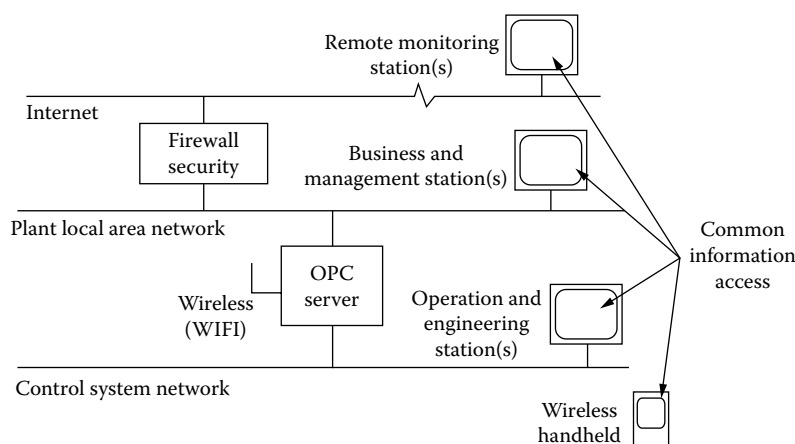 Remote monitoring
station(s)
Internet
Firewall
security
Business and
management station(s)
Plant local area network
Common
information
access
OPC
server
Wireless
(WIFI)
Operation and
engineering
station(s)
Control system network
Wireless
handheld